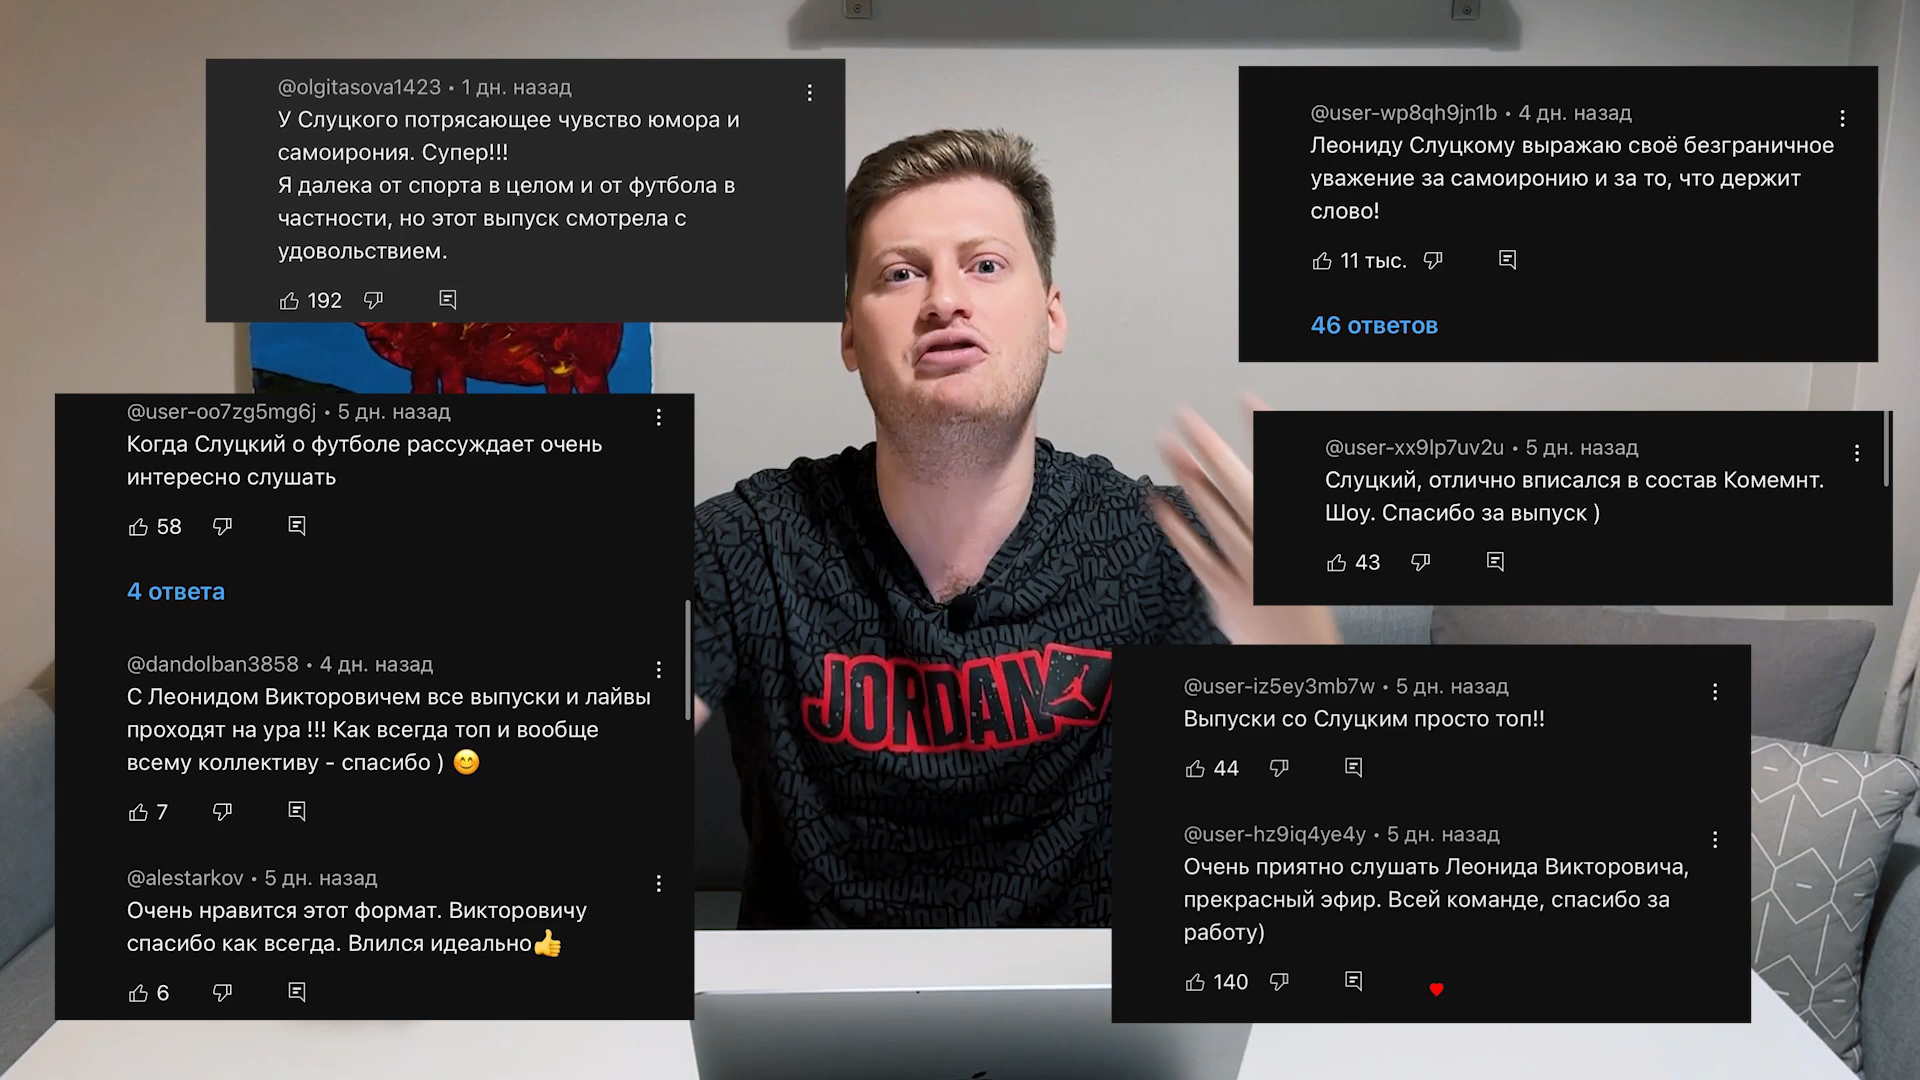 @olgitasova1423 • 1 дн. назад
У Слуцкого потрясающее чувство юмора и
самоирония. Супер!!!
Я далека от спорта в целом и от футбола в
частности, но этот выпуск смотрела с
удовольствием.
192
@user-wp8qh9jn1b • 4 дн. назад
Леониду Слуцкому выражаю своё безграничное
уважение за самоиронию и за то, что держит
слово!
11 тыс.
46 ответов
@user-oo7zg5mg6j • 5 дн. назад
Когда Слуцкий о футболе рассуждает очень
интересно слушать
58
4 ответа
@dandolban3858 • 4 дн. назад
С Леонидом Викторовичем все выпуски и лайвы
проходят на ура !!! Как всегда топ и вообще
всему коллективу - спасибо ) 😊
7
@alestarkov • 5 дн. назад
Очень нравится этот формат. Викторовичу
спасибо как всегда. Влился идеально👍
6
@user-xx9lp7uv2u • 5 дн. назад
Слуцкий, отлично вписался в состав Комемнт.
Шоу. Спасибо за выпуск )
43
JORDAN
@user-iz5ey3mb7w • 5 дн. назад
Выпуски со Слуцким просто топ!!
44
@user-hz9iq4ye4y • 5 дн. назад
Очень приятно слушать Леонида Викторовича,
прекрасный эфир. Всей команде, спасибо за
работу)
140